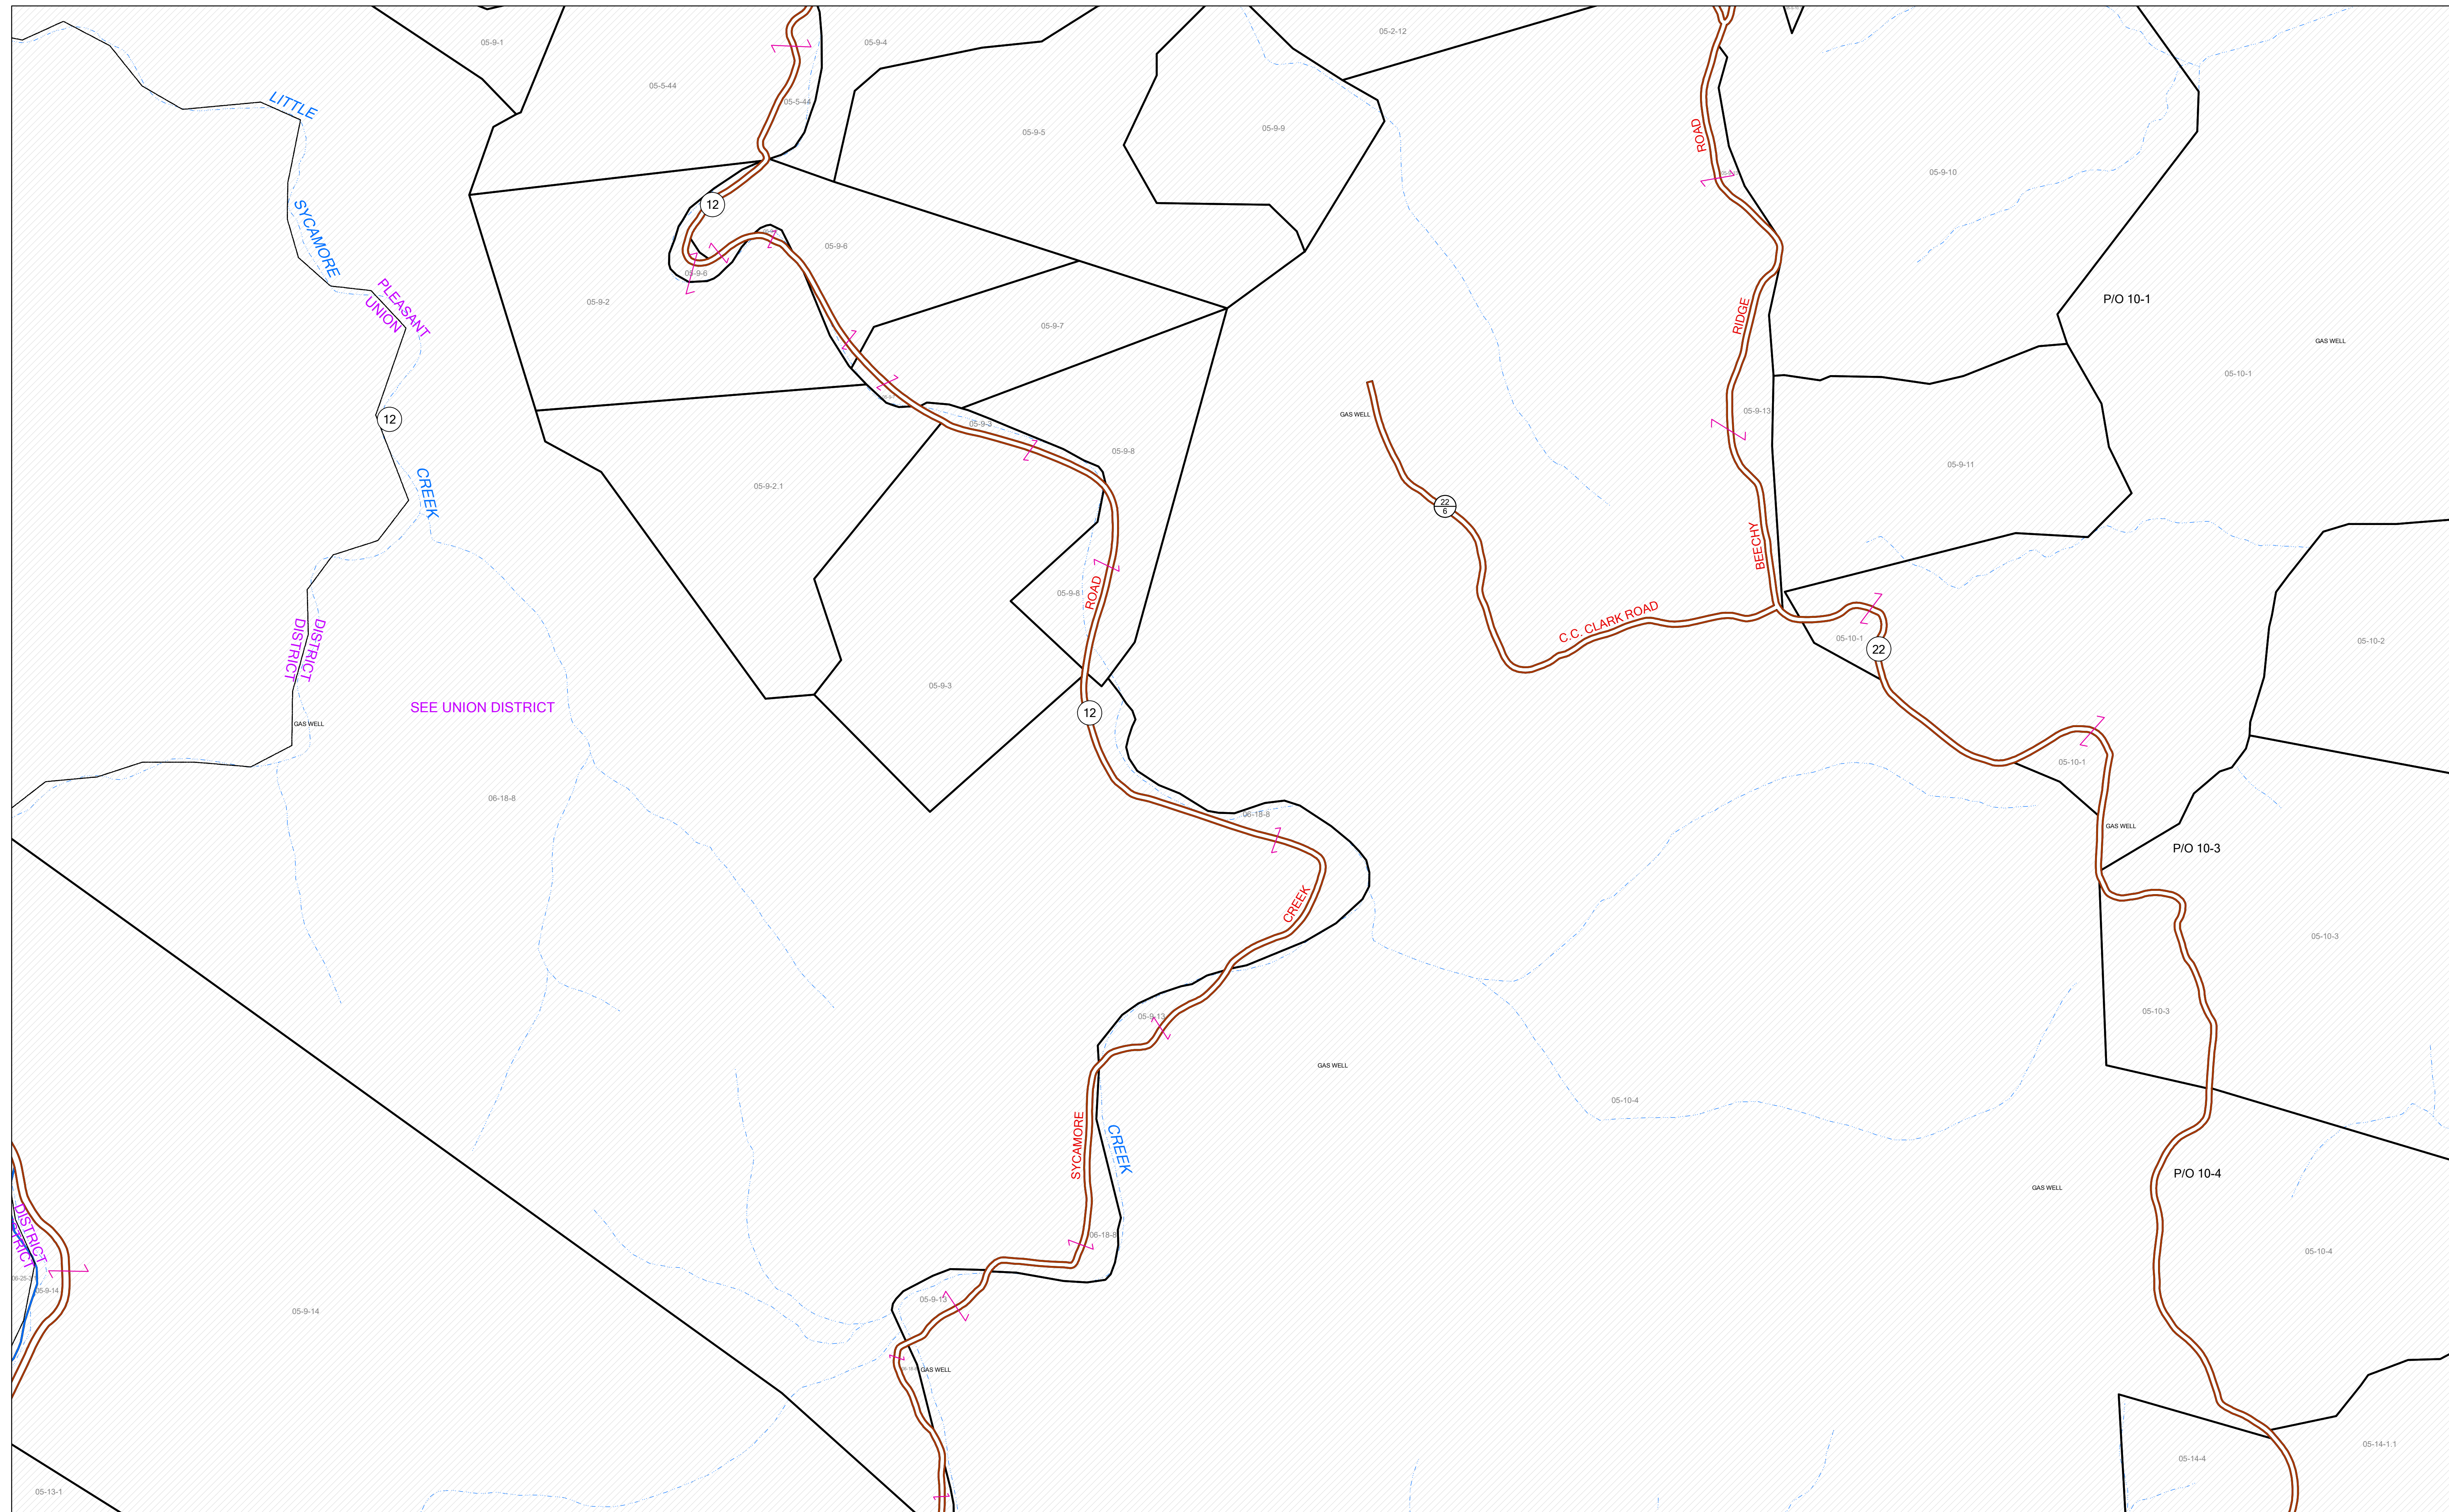 05-9-1
05-9-4
05-2-12
05-5-44
05-5-44
LITTLE
05-9-5
05-9-9
ROAD
05-9-10
12
SYCAMORE
05-9-6
05-9-6
05-9-2
PLEASANT
UNION
P/O 10-1
RIDGE
05-9-7
GAS WELL
05-10-1
GAS WELL
05-9-13
12
05-9-3
05-9-8
05-9-11
CREEK
05-9-2.1
22
6
BEECHY
05-9-8
ROAD
C.C. CLARK ROAD
05-10-1
22
05-10-2
DISTRICT
DISTRICT
05-9-3
SEE UNION DISTRICT
12
GAS WELL
05-10-1
06-18-8
06-18-8
GAS WELL
P/O 10-3
CREEK
05-10-3
05-9-13
05-10-3
GAS WELL
05-10-4
SYCAMORE
CREEK
P/O 10-4
GAS WELL
06-18-8
DISTRICT
05-10-4
05-9-14
05-9-13
05-9-14
GAS WELL
05-14-1.1
05-14-4
05-13-1